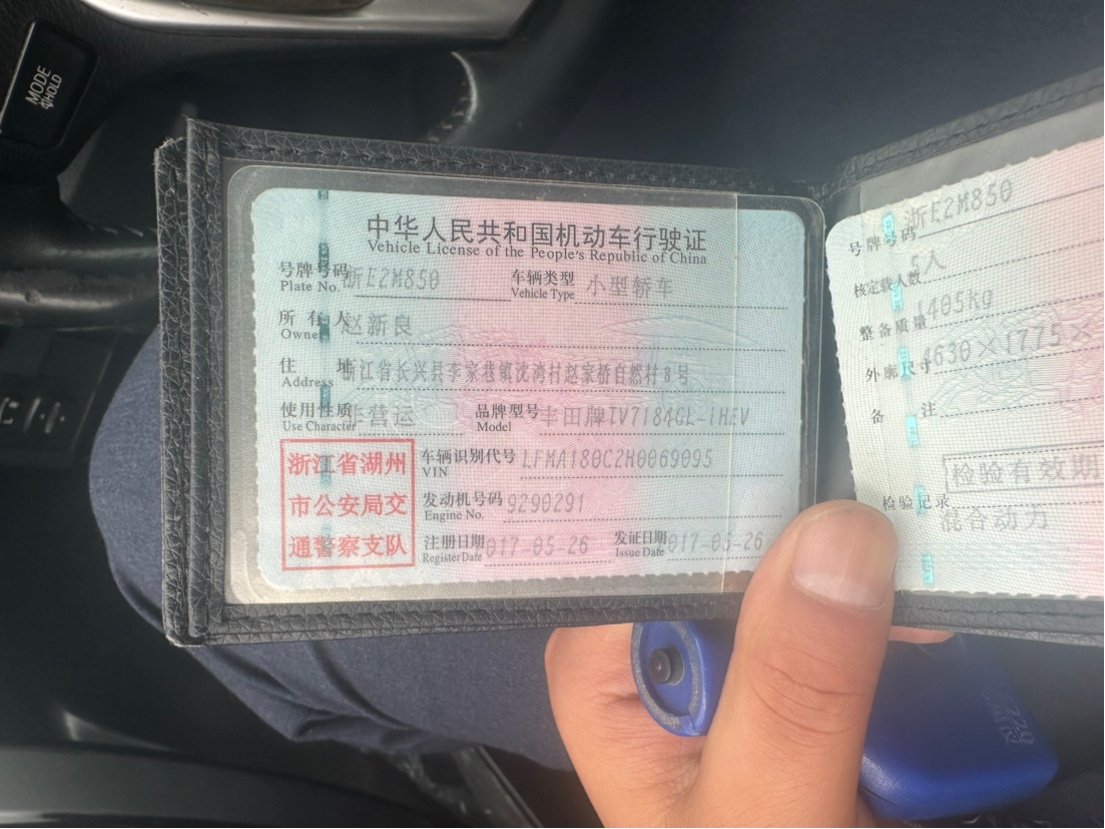 MODE
HOLD
中华人民共和国机动车行驶证
Vehicle License of the People's Republic of China
号牌号码 浙E2M850 车辆类型 小型轿车
Plate No. Vehicle Type
所有人 赵新良
Owner
住址 浙江省长兴县李家巷镇沈湾村赵家桥自然村8号
Address
使用性质 非营运 品牌型号 丰田牌TV7184GL-iHEV
Use Character Model
浙江省湖州
市公安局交
通警察支队
车辆识别代号 LFMA180C2H0069095
VIN
发动机号码 9290291
Engine No.
注册日期 017-05-26 发证日期 017-05-26
Register Date Issue Date
号牌号码 浙E2M850
核定载人数 5人
整备质量 1405kg
外廓尺寸 4630×1775×
备注
检验有效期
检验记录
混合动力